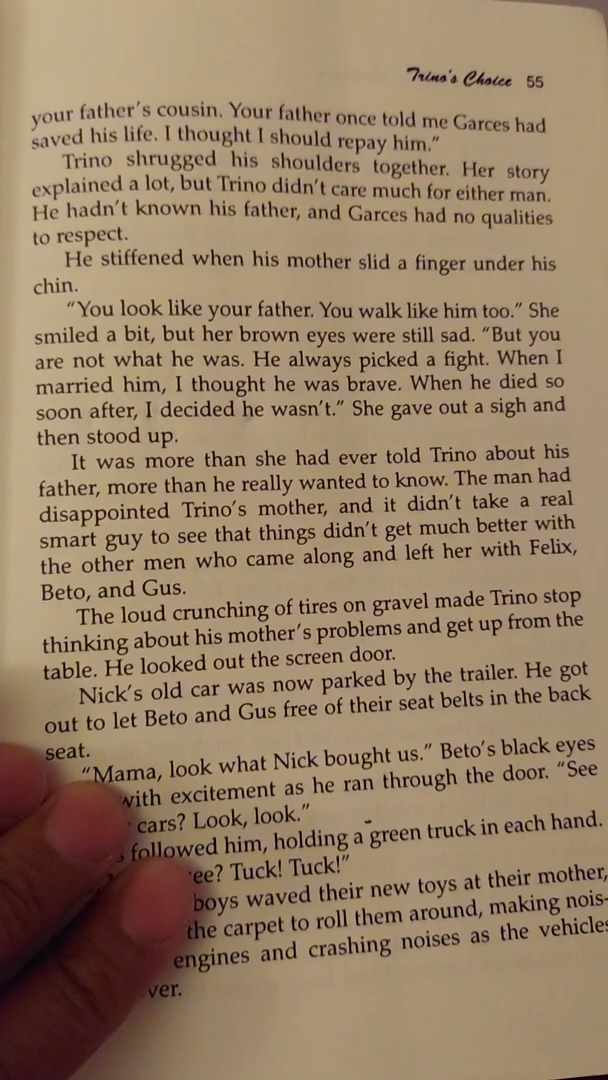 Trino's Choice 55
your father's cousin. Your father once told me Garces had
saved his life. I thought I should repay him."
Trino shrugged his shoulders together. Her story
explained a lot, but Trino didn't care much for either man.
He hadn't known his father, and Garces had no qualities
to respect.
He stiffened when his mother slid a finger under his
chin.
"You look like your father. You walk like him too." She
smiled a bit, but her brown eyes were still sad. "But you
are not what he was. He always picked a fight. When I
married him, I thought he was brave. When he died so
soon after, I decided he wasn't." She gave out a sigh and
then stood up.
It was more than she had ever told Trino about his
father, more than he really wanted to know. The man had
disappointed Trino's mother, and it didn't take a real
smart guy to see that things didn't get much better with
the other men who came along and left her with Felix,
Beto, and Gus.
The loud crunching of tires on gravel made Trino stop
thinking about his mother's problems and get up from the
table. He looked out the screen door.
Nick's old car was now parked by the trailer. He got
out to let Beto and Gus free of their seat belts in the back
seat.
"Mama, look what Nick bought us." Beto's black eyes
with excitement as he ran through the door. "See
cars? Look, look."
followed him, holding a green truck in each hand.
Tuck! Tuck!"
boys waved their new toys at their mother,
the carpet to roll them around, making nois-
engines and crashing noises as the vehicles